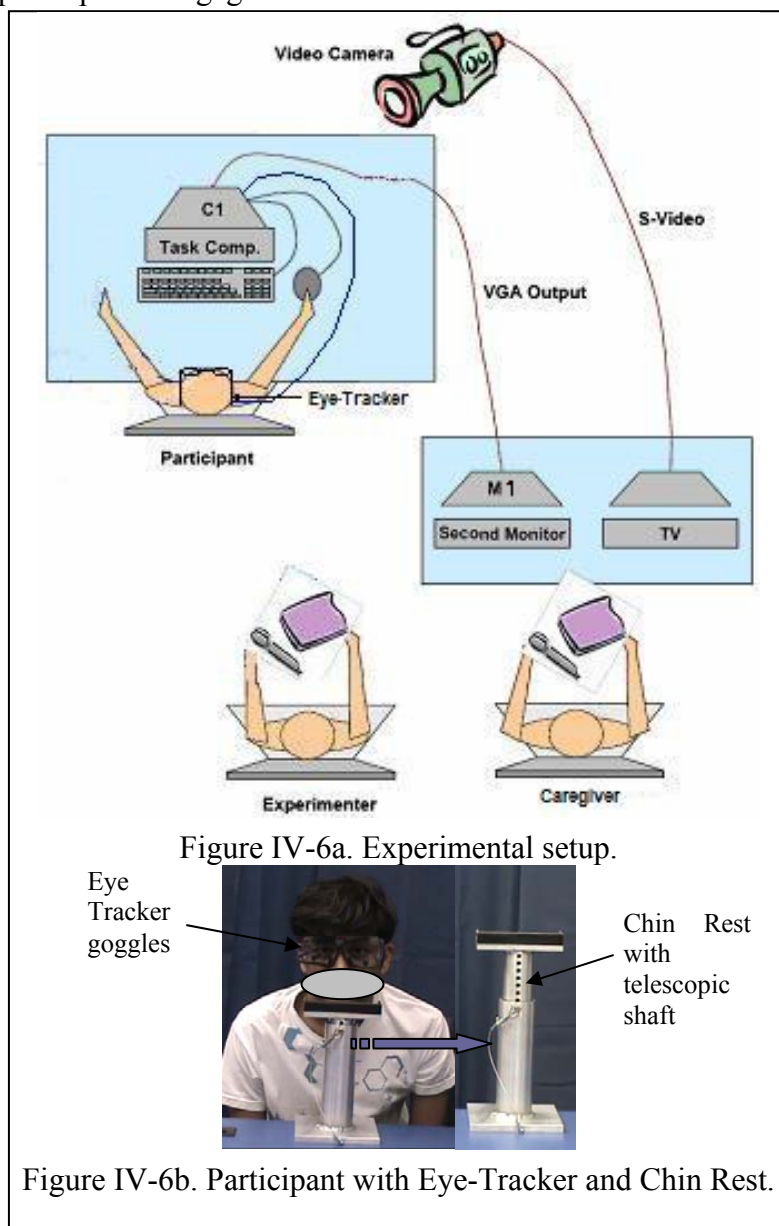 Video Camera
C1
Task Comp.
S-Video
VGA Output
Eye-Tracker
Participant
M1
Second Monitor
TV
Experimenter
Caregiver
Figure IV-6a. Experimental setup.
Eye
Tracker
goggles
Chin Rest
with
telescopic
shaft
Figure IV-6b. Participant with Eye-Tracker and Chin Rest.